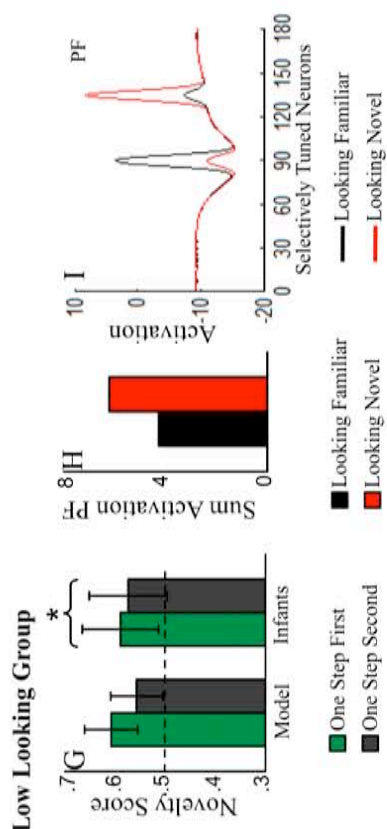 Low Looking Group
G
Novelty Score
.7
.6
.5
.4
.3
*
Model
Infants
One Step First
One Step Second
H
Sum Activation PF
8
4
0
Looking Familiar
Looking Novel
I
PF
Activation
10
0
-10
-20
0 30 60 90 120 150 180
Selectively Tuned Neurons
Looking Familiar
Looking Novel